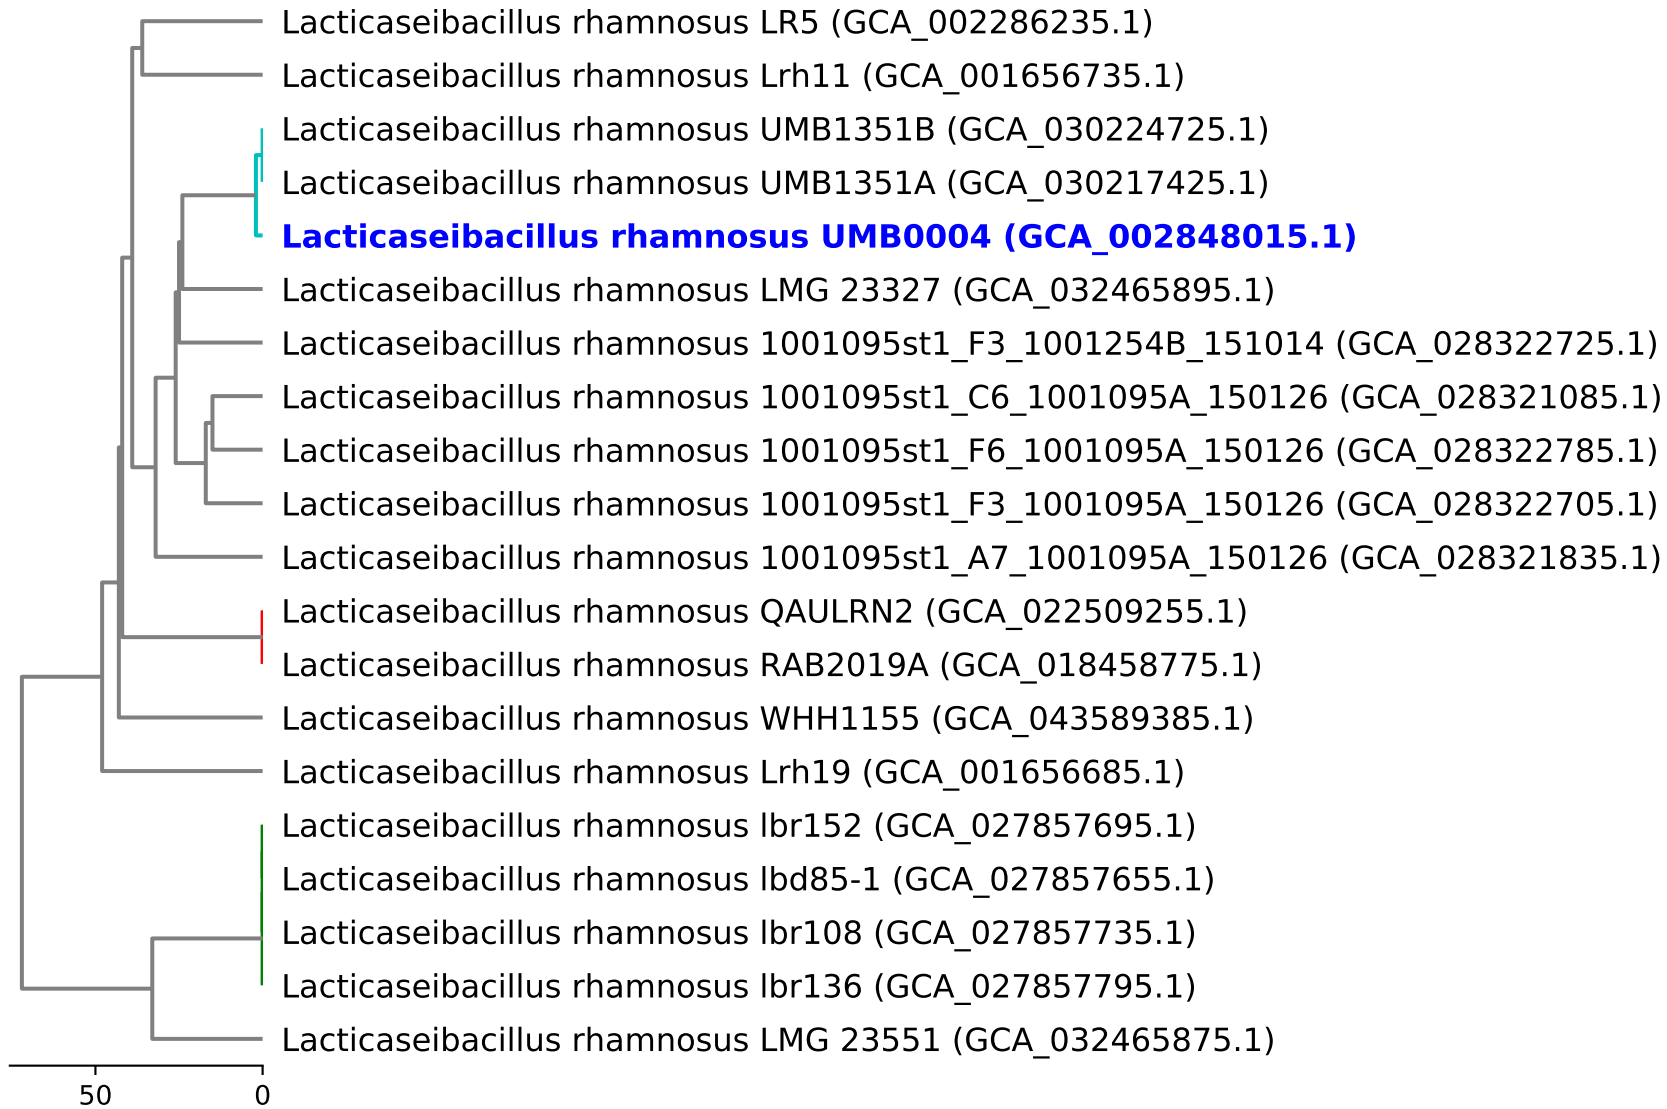 Lacticaseibacillus rhamnosus LR5 (GCA_002286235.1)
Lacticaseibacillus rhamnosus Lrh11 (GCA_001656735.1)
Lacticaseibacillus rhamnosus UMB1351B (GCA_030224725.1)
Lacticaseibacillus rhamnosus UMB1351A (GCA_030217425.1)
Lacticaseibacillus rhamnosus UMB0004 (GCA_002848015.1)
Lacticaseibacillus rhamnosus LMG 23327 (GCA_032465895.1)
Lacticaseibacillus rhamnosus 1001095st1_F3_1001254B_151014 (GCA_028322725.1)
Lacticaseibacillus rhamnosus 1001095st1_C6_1001095A_150126 (GCA_028321085.1)
Lacticaseibacillus rhamnosus 1001095st1_F6_1001095A_150126 (GCA_028322785.1)
Lacticaseibacillus rhamnosus 1001095st1_F3_1001095A_150126 (GCA_028322705.1)
Lacticaseibacillus rhamnosus 1001095st1_A7_1001095A_150126 (GCA_028321835.1)
Lacticaseibacillus rhamnosus QAULRN2 (GCA_022509255.1)
Lacticaseibacillus rhamnosus RAB2019A (GCA_018458775.1)
Lacticaseibacillus rhamnosus WHH1155 (GCA_043589385.1)
Lacticaseibacillus rhamnosus Lrh19 (GCA_001656685.1)
Lacticaseibacillus rhamnosus lbr152 (GCA_027857695.1)
Lacticaseibacillus rhamnosus lbd85-1 (GCA_027857655.1)
Lacticaseibacillus rhamnosus lbr108 (GCA_027857735.1)
Lacticaseibacillus rhamnosus lbr136 (GCA_027857795.1)
Lacticaseibacillus rhamnosus LMG 23551 (GCA_032465875.1)
50 0